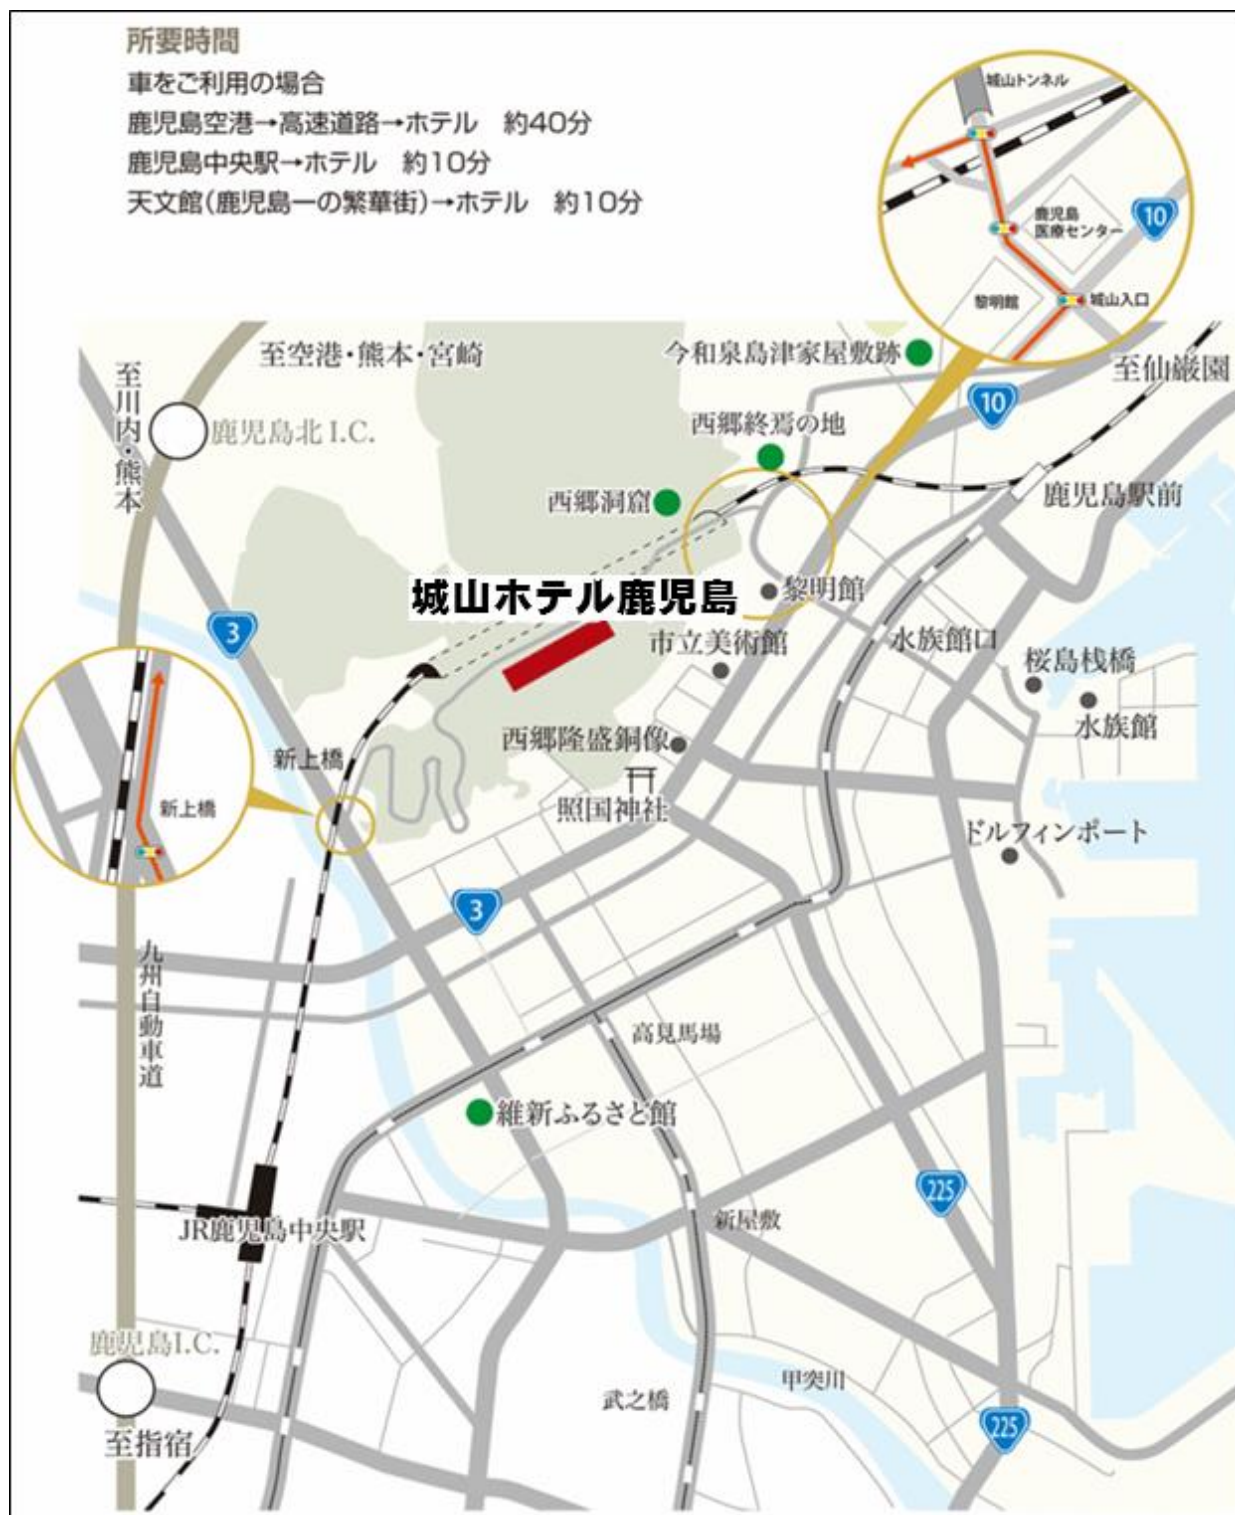 所要時間
車をご利用の場合
鹿児島空港→高速道路→ホテル　約40分
鹿児島中央駅→ホテル　約10分
天文館(鹿児島一の繁華街)→ホテル　約10分
城山トンネル
鹿児島
医療センター
10
黎明館
城山入口
至空港・熊本・宮崎
今和泉島津家屋敷跡
至仙巌園
至川内・熊本
10
鹿児島北I.C.
西郷終焉の地
西郷洞窟
鹿児島駅前
城山ホテル鹿児島
黎明館
3
市立美術館
水族館口
桜島桟橋
水族館
新上橋
西郷隆盛銅像
新上橋
照国神社
ドルフィンポート
3
九州自動車道
高見馬場
維新ふるさと館
225
JR鹿児島中央駅
新屋敷
鹿児島I.C.
甲突川
武之橋
225
至指宿